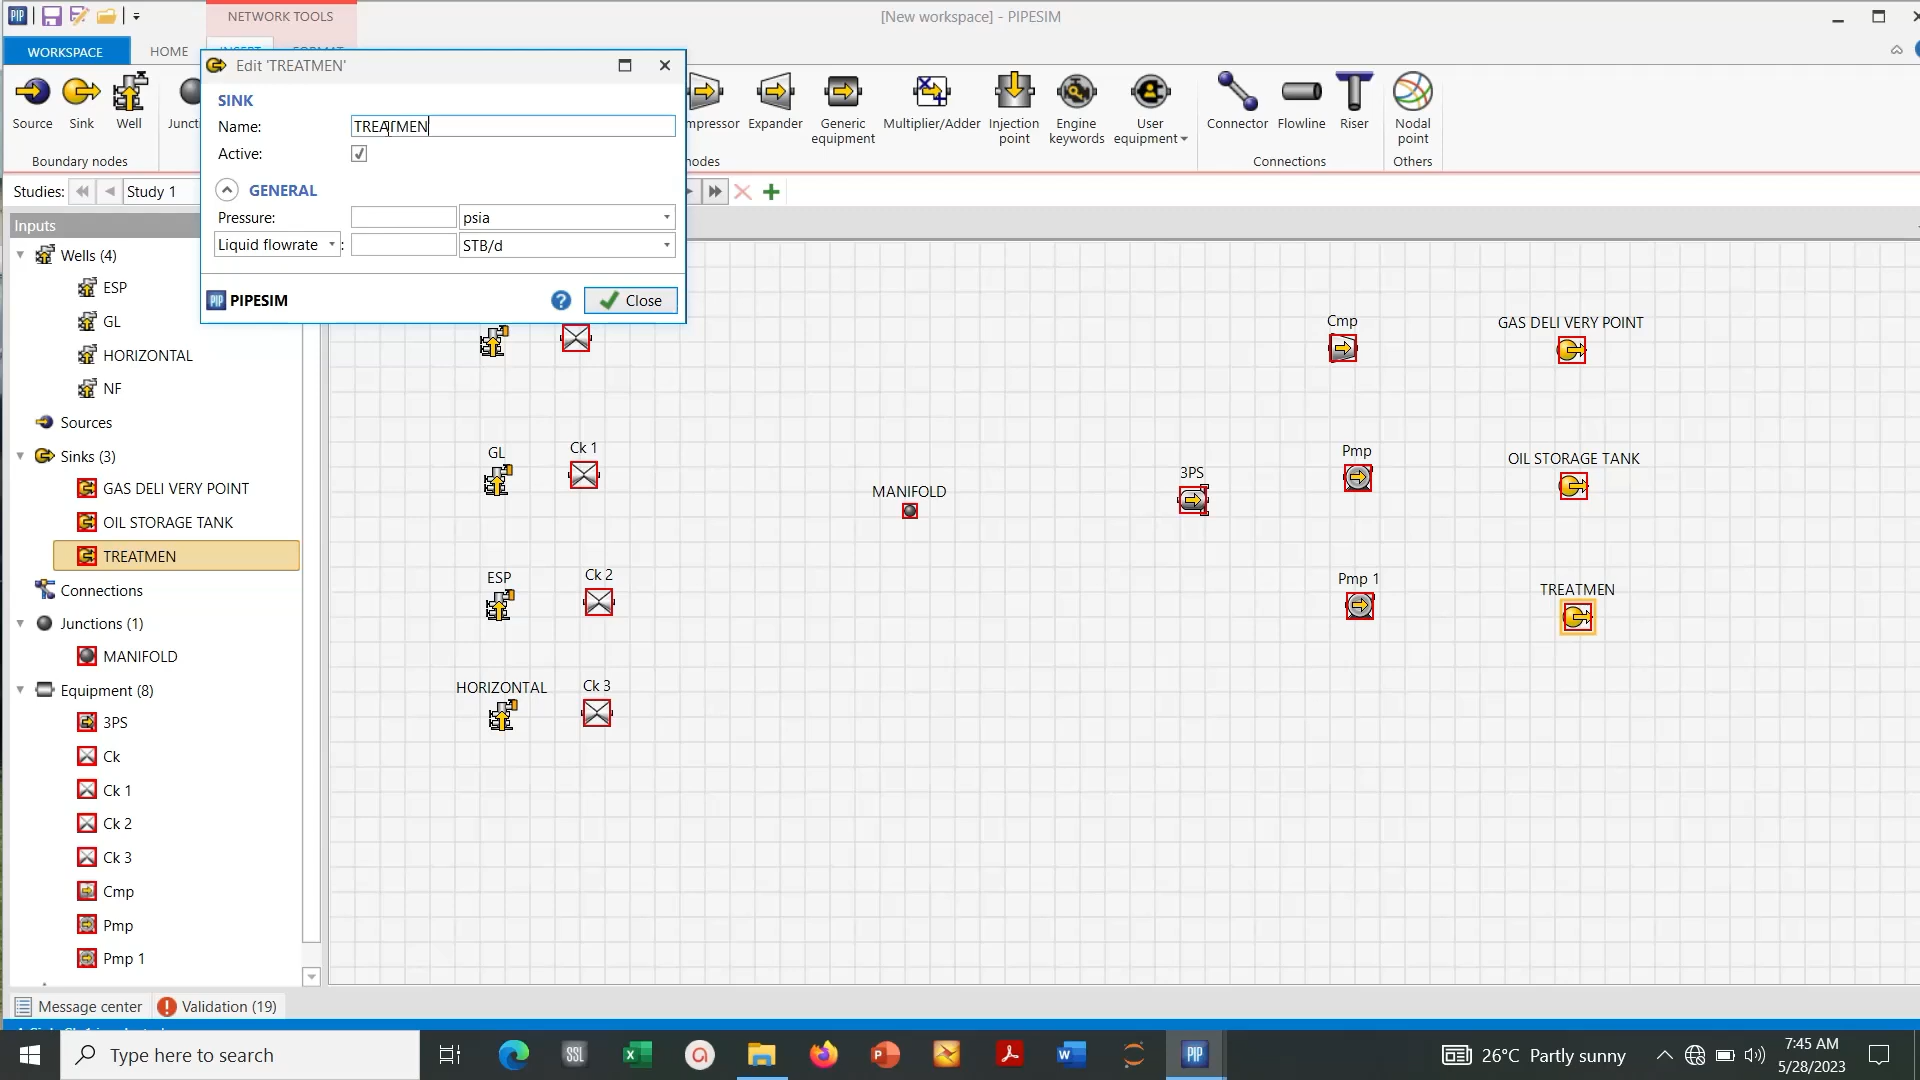 PIP
NETWORK TOOLS
[New workspace] - PIPESIM
WORKSPACE
HOME
Edit 'TREATMEN'
SINK
Name:
TREATMEN
Active:
GENERAL
Pressure:
psia
Liquid flowrate
:
STB/d
PIP PIPESIM
?
Close
Source
Sink
Well
Juncti
Boundary nodes
mpressor
Expander
Generic
equipment
Multiplier/Adder
Injection
point
Engine
keywords
User
equipment
nodes
Connector
Flowline
Riser
Connections
Nodal
point
Others
Studies:
Study 1
Inputs
Wells (4)
ESP
GL
HORIZONTAL
NF
Sources
Sinks (3)
GAS DELI VERY POINT
OIL STORAGE TANK
TREATMEN
Connections
Junctions (1)
MANIFOLD
Equipment (8)
3PS
Ck
Ck 1
Ck 2
Ck 3
Cmp
Pmp
Pmp 1
Cmp
GAS DELI VERY POINT
GL
Ck 1
MANIFOLD
3PS
Pmp
OIL STORAGE TANK
ESP
Ck 2
Pmp 1
TREATMEN
HORIZONTAL
Ck 3
Message center
Validation (19)
Type here to search
SSL
PIP
26°C Partly sunny
7:45 AM
5/28/2023